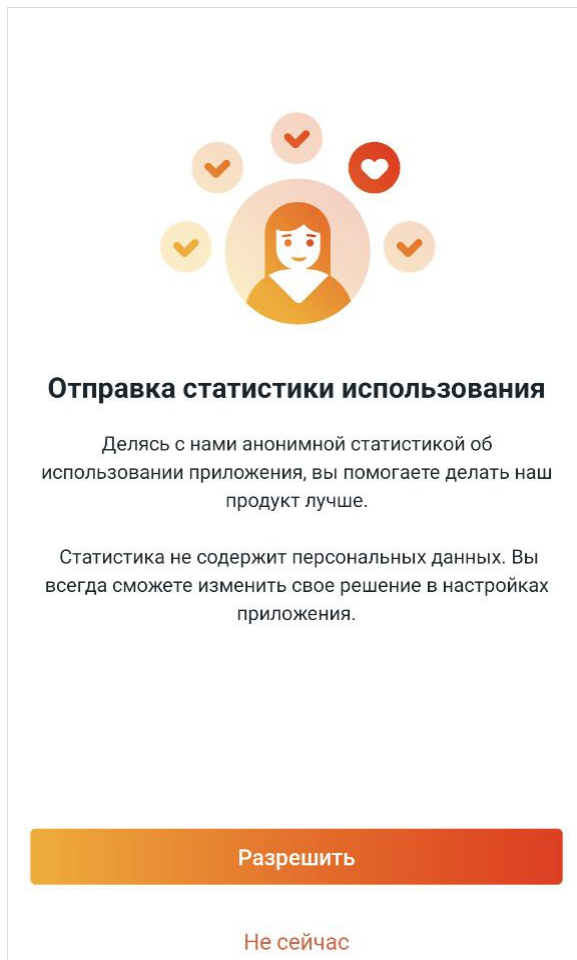 Отправка статистики использования
Делясь с нами анонимной статистикой об
использовании приложения, вы помогаете делать наш
продукт лучше.
Статистика не содержит персональных данных. Вы
всегда сможете изменить свое решение в настройках
приложения.
Разрешить
Не сейчас